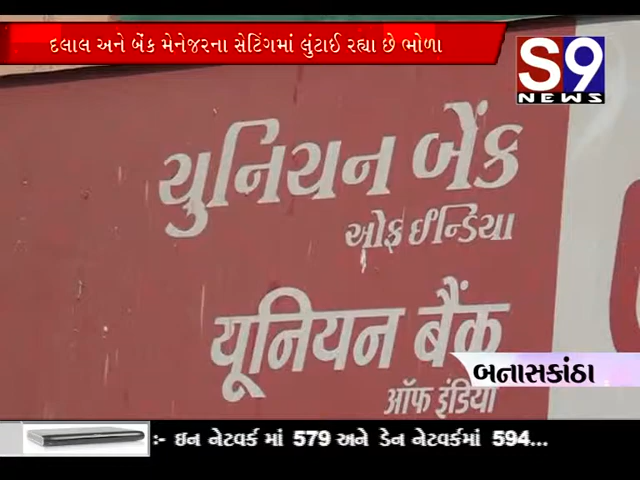 દલાલ અને બેંક મેનેજરના સેટિંગમાં લુંટાઈ રહ્યા છે ભોળા
S9
NEWS
યુનિયન બેંક
ઓફ ઈન્ડિયા
यूनियन बैंक
ऑफ इंडिया
બનાસકાંઠા
:- ઇન નેટવર્ક માં 579 અને ડેન નેટવર્કમાં 594...